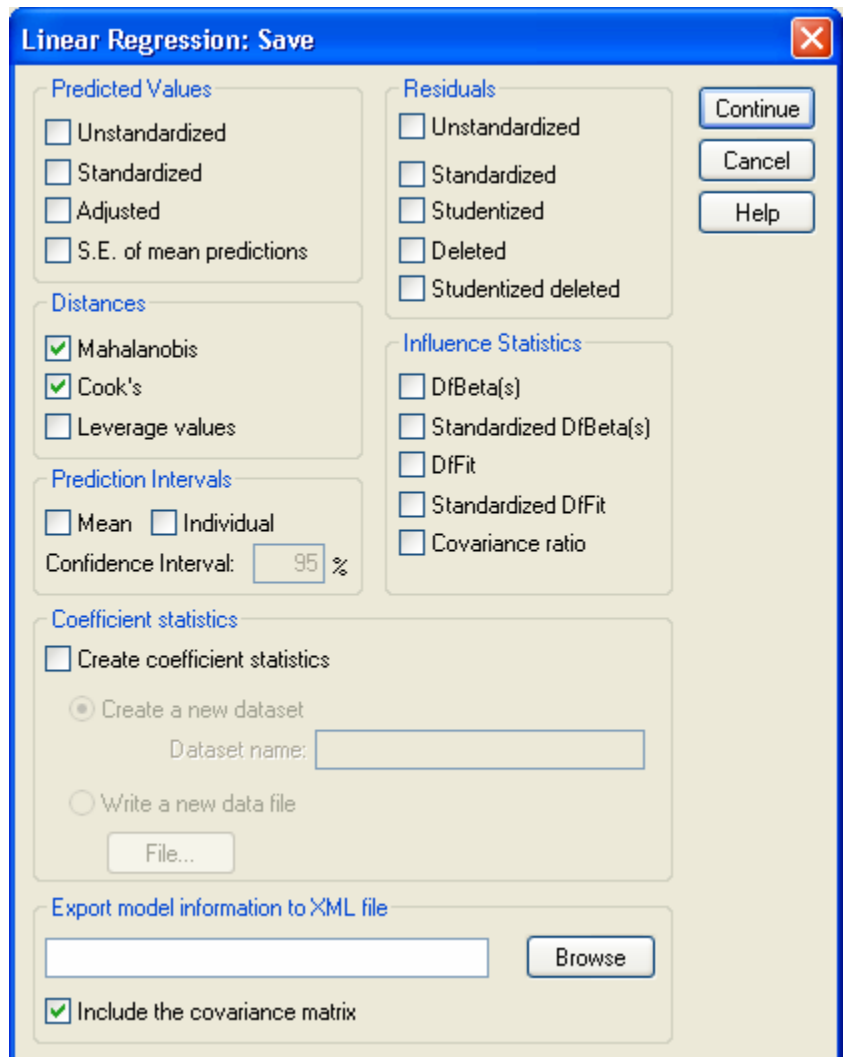 Linear Regression: Save
Predicted Values
Unstandardized
Standardized
Adjusted
S.E. of mean predictions
Distances
Mahalanobis
Cook's
Leverage values
Prediction Intervals
Mean Individual
Confidence Interval: 95 %
Residuals
Unstandardized
Standardized
Studentized
Deleted
Studentized deleted
Influence Statistics
DfBeta(s)
Standardized DfBeta(s)
DfFit
Standardized DfFit
Covariance ratio
Continue
Cancel
Help
Coefficient statistics
Create coefficient statistics
Create a new dataset
Dataset name:
Write a new data file
File...
Export model information to XML file
Browse
Include the covariance matrix